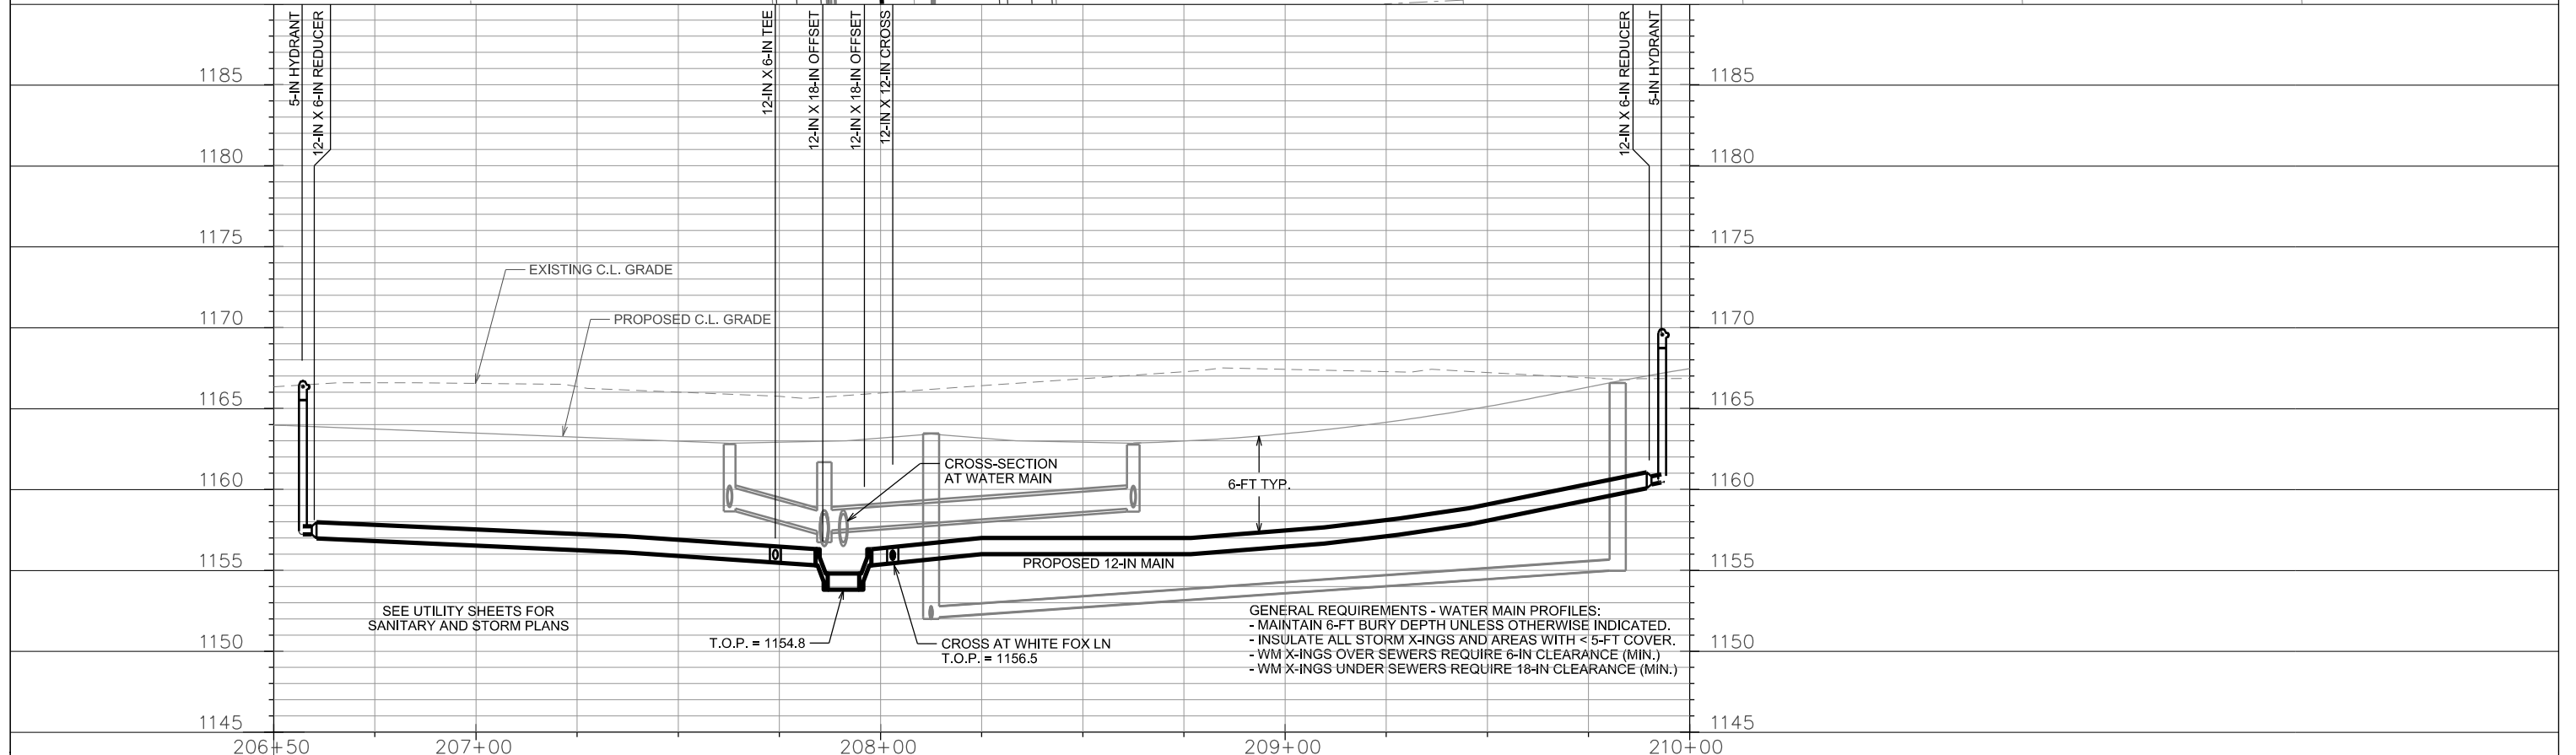 5-IN HYDRANT
12-IN X 6-IN REDUCER
12-IN X 6-IN TEE
12-IN X 18-IN OFFSET
12-IN X 18-IN OFFSET
12-IN X 12-IN CROSS
12-IN X 6-IN REDUCER
5-IN HYDRANT
1185
1185
1180
1180
1175
1175
EXISTING C.L. GRADE
1170
PROPOSED C.L. GRADE
1170
1165
1165
CROSS-SECTION
AT WATER MAIN
1160
6-FT TYP.
1160
1155
PROPOSED 12-IN MAIN
1155
SEE UTILITY SHEETS FOR
SANITARY AND STORM PLANS
GENERAL REQUIREMENTS - WATER MAIN PROFILES:
- MAINTAIN 6-FT BURY DEPTH UNLESS OTHERWISE INDICATED.
- INSULATE ALL STORM X-INGS AND AREAS WITH < 5-FT COVER.
- WM X-INGS OVER SEWERS REQUIRE 6-IN CLEARANCE (MIN.)
- WM X-INGS UNDER SEWERS REQUIRE 18-IN CLEARANCE (MIN.)
1150
T.O.P. = 1154.8
CROSS AT WHITE FOX LN
T.O.P. = 1156.5
1150
1145
1145
206+50
207+00
208+00
209+00
210+00